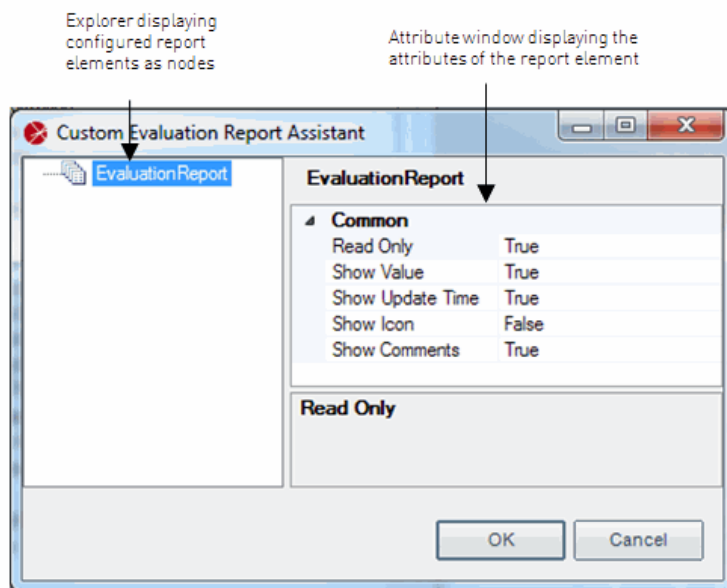 Explorer displaying
configured report
elements as nodes
Attribute window displaying the
attributes of the report element
Custom Evaluation Report Assistant
EvaluationReport
EvaluationReport
Common
Read Only True
Show Value True
Show Update Time True
Show Icon False
Show Comments True
Read Only
OK Cancel